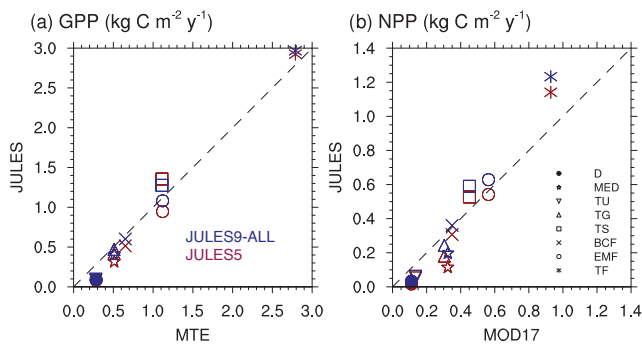 (a) GPP (kg C m-2 y-1)
(b) NPP (kg C m-2 y-1)
JULES
3.0
2.5
2.0
1.5
1.0
0.5
0.0
0.0 0.5 1.0 1.5 2.0 2.5 3.0
MTE
JULES9-ALL
JULES5
JULES
1.4
1.2
1.0
0.8
0.6
0.4
0.2
0.0
0.0 0.2 0.4 0.6 0.8 1.0 1.2 1.4
MOD17
D
MED
TU
TG
TS
BCF
EMF
TF